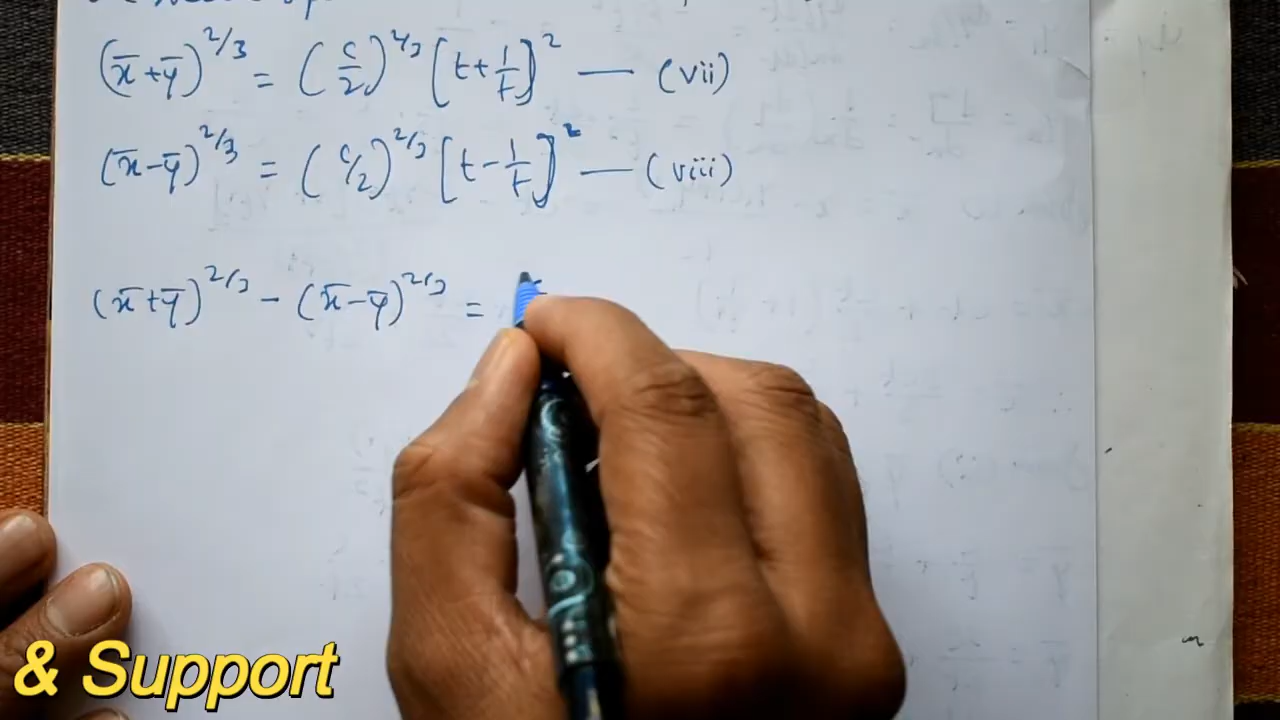 (x̄+ȳ)^2/3 = (c/2)^2/3 [t+1/t]^2 — (vii)
(x̄-ȳ)^2/3 = (c/2)^2/3 [t-1/t]^2 — (viii)
(x̄+ȳ)^2/3 - (x̄-ȳ)^2/3 =
& Support